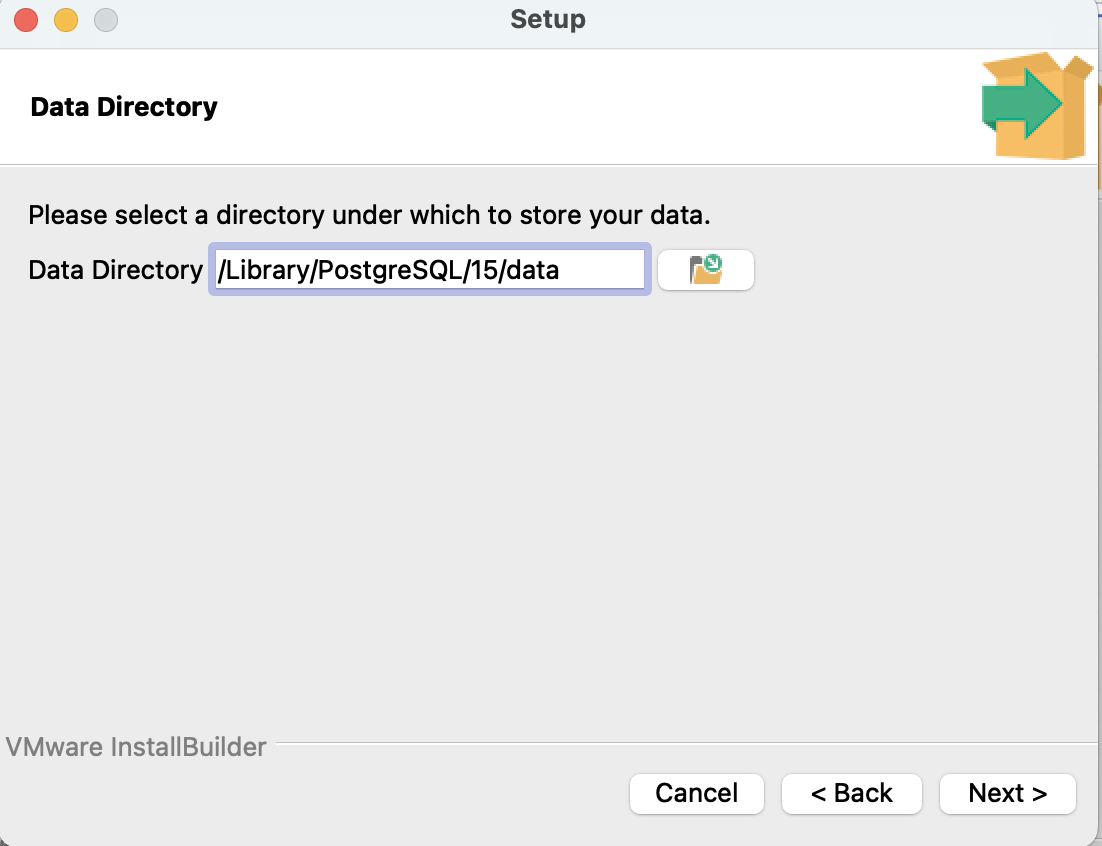 Setup
Data Directory
Please select a directory under which to store your data.
Data Directory /Library/PostgreSQL/15/data
VMware InstallBuilder
Cancel < Back Next >